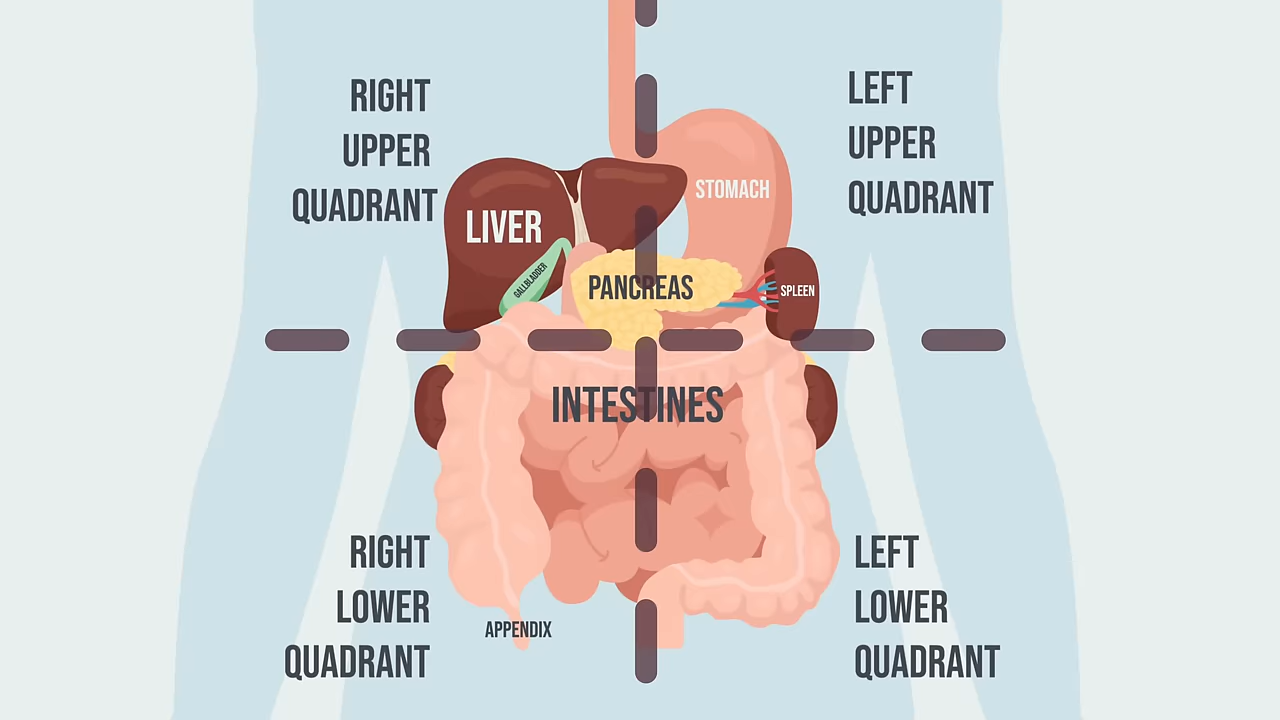 RIGHT
UPPER
QUADRANT
LEFT
UPPER
QUADRANT
LIVER
STOMACH
GALLBLADDER
PANCREAS
SPLEEN
INTESTINES
RIGHT
LOWER
QUADRANT
APPENDIX
LEFT
LOWER
QUADRANT